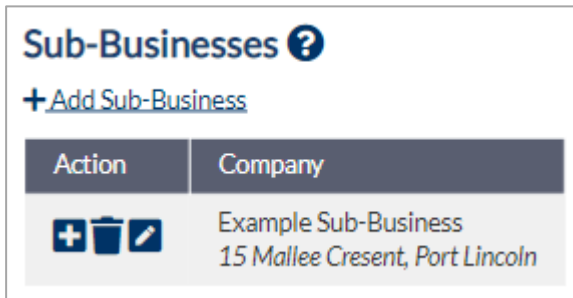 Sub-Businesses
Add Sub-Business
Action Company
Example Sub-Business
15 Mallee Cresent, Port Lincoln